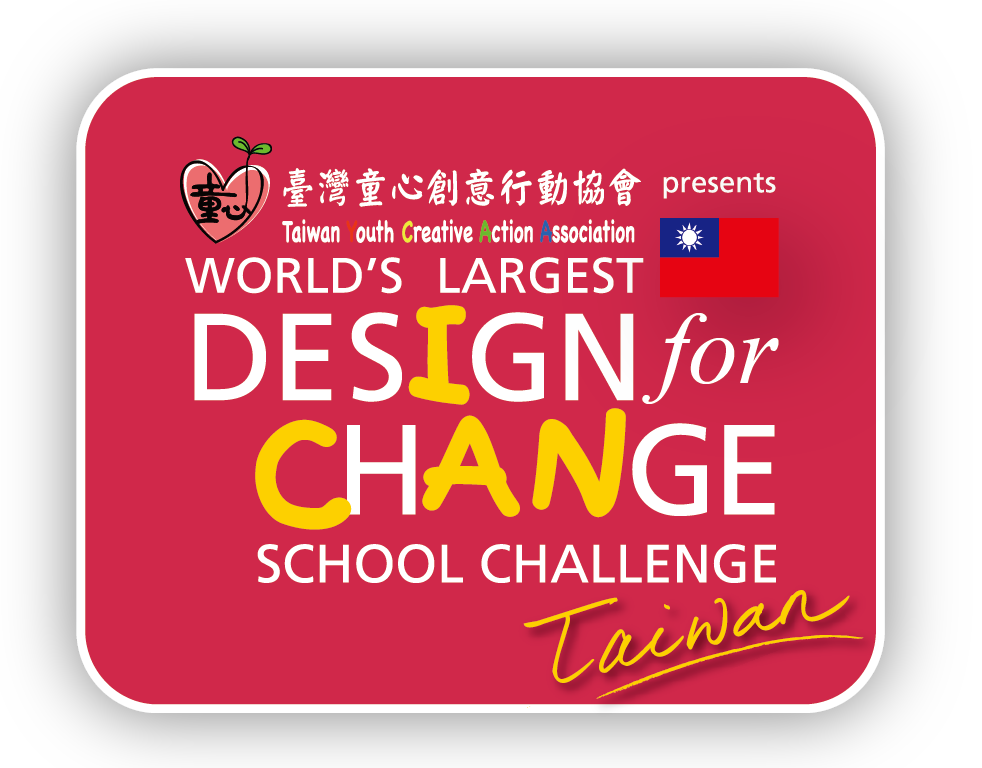 童心
臺灣童心創意行動協會 presents
Taiwan Youth Creative Action Association
WORLD'S LARGEST
DESIGN for
CHANGE
SCHOOL CHALLENGE
Taiwan